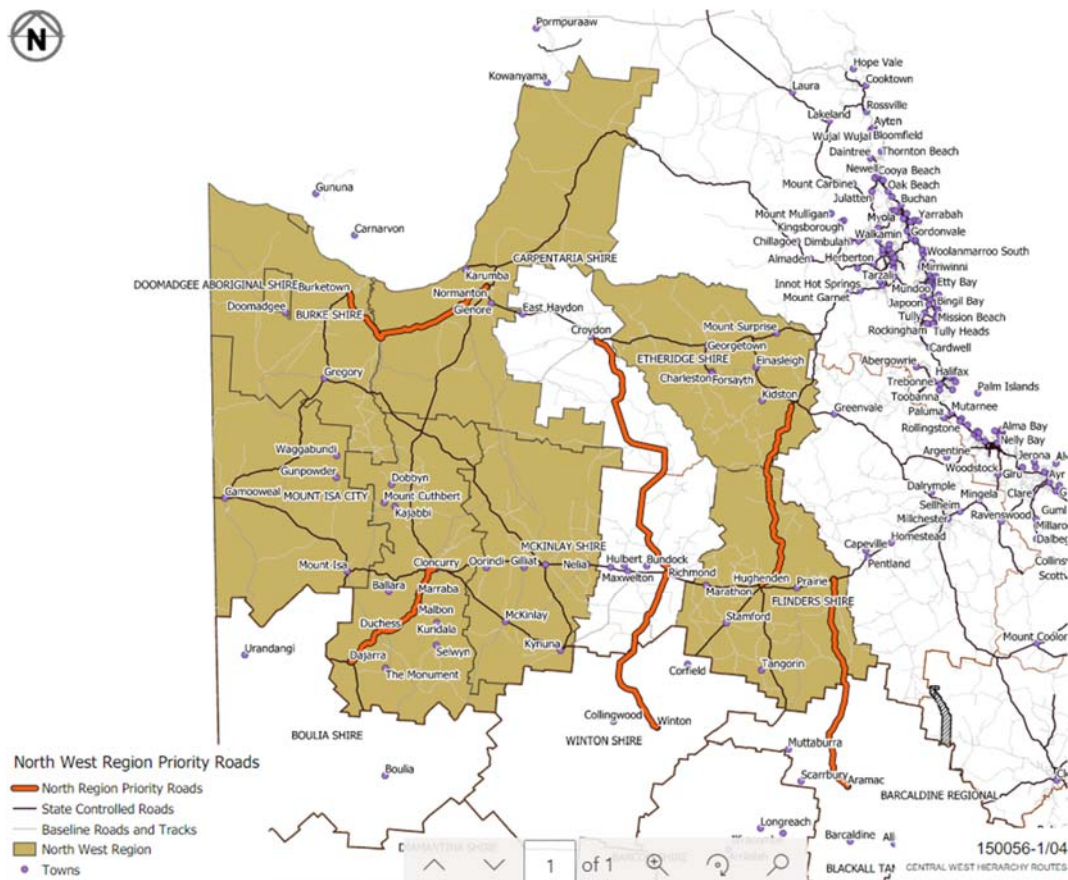 N
Pormpuraaw
Kowanyama
Hope Vale
Cooktown
Laura
Rossville
Lakeland
Ayten
Wujal Wujal
Bloomfield
Daintree
Thornton Beach
Newell
Cooya Beach
Mount Carbine
Oak Beach
Julatten
Buchan
Gununa
Mount Mulligan
Myola
Yarrabah
Kingsborough
Carnarvon
Walkamin
Gordonvale
Chillagoe
Dimbulah
Woolanmarroo South
CARPENTARIA SHIRE
Almaden
Herberton
Mirriwinni
Karumba
Tarzali
Etty Bay
DOOMADGEE ABORIGINAL SHIRE
Burketown
Innot Hot Springs
Mundoo
Normanton
Mount Garnet
Japoon
Bingil Bay
Doomadgee
BURKE SHIRE
Glenore
East Haydon
Tully
Mission Beach
Croydon
Mount Surprise
Rockingham
Tully Heads
Georgetown
Cardwell
ETHERIDGE SHIRE
Einasleigh
Abergowrie
Halifax
Gregory
Charleston
Forsayth
Trebonne
Palm Islands
Kidston
Toobanna
Greenvale
Paluma
Mutarnee
Rollingstone
Alma Bay
Nelly Bay
Waggabundi
Argentine
Jerona
Gunpowder
Dobbyn
Woodstock
Giru
Ayr
Camooweal
MOUNT ISA CITY
Mount Cuthbert
Dalrymple
Mingela
Clare
Kajabbi
Sellheim
Ravenswood
Millchester
MCKINLAY SHIRE
Homestead
Capeville
Mount Isa
Cloncurry
Oorindi
Gilliat
Nelia
Hulbert
Bundock
Pentland
Maxwelton
Richmond
Hughenden
Prairie
Ballara
Marraba
Marathon
FLINDERS SHIRE
Malbon
McKinlay
Stamford
Duchess
Kuridala
Urandangi
Dajarra
Selwyn
Kynuna
Mount Coolon
The Monument
Corfield
Tangorin
Collingwood
Winton
BOULIA SHIRE
WINTON SHIRE
Muttaburra
Boulia
Scarrbury
Aramac
BARCALDINE REGIONAL
Longreach
Barcaldine
DIAMANTINA SHIRE
BLACKALL TA
North West Region Priority Roads
North Region Priority Roads
State Controlled Roads
Baseline Roads and Tracks
North West Region
Towns
1 of 1
150056-1/04
CENTRAL WEST HIERARCHY ROUTES